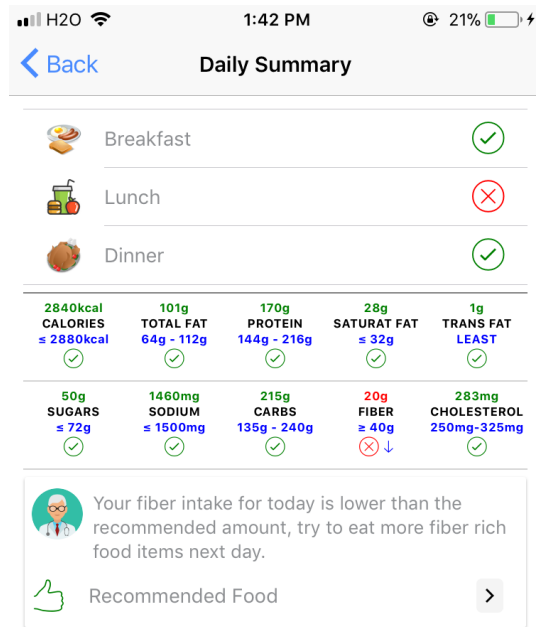 H2O 1:42 PM 21%
Back Daily Summary
Breakfast
Lunch
Dinner
2840kcal 101g 170g 28g 1g
CALORIES TOTAL FAT PROTEIN SATURAT FAT TRANS FAT
≤ 2880kcal 64g - 112g 144g - 216g ≤ 32g LEAST
50g 1460mg 215g 20g 283mg
SUGARS SODIUM CARBS FIBER CHOLESTEROL
≤ 72g ≤ 1500mg 135g - 240g ≥ 40g 250mg-325mg
Your fiber intake for today is lower than the
recommended amount, try to eat more fiber rich
food items next day.
Recommended Food